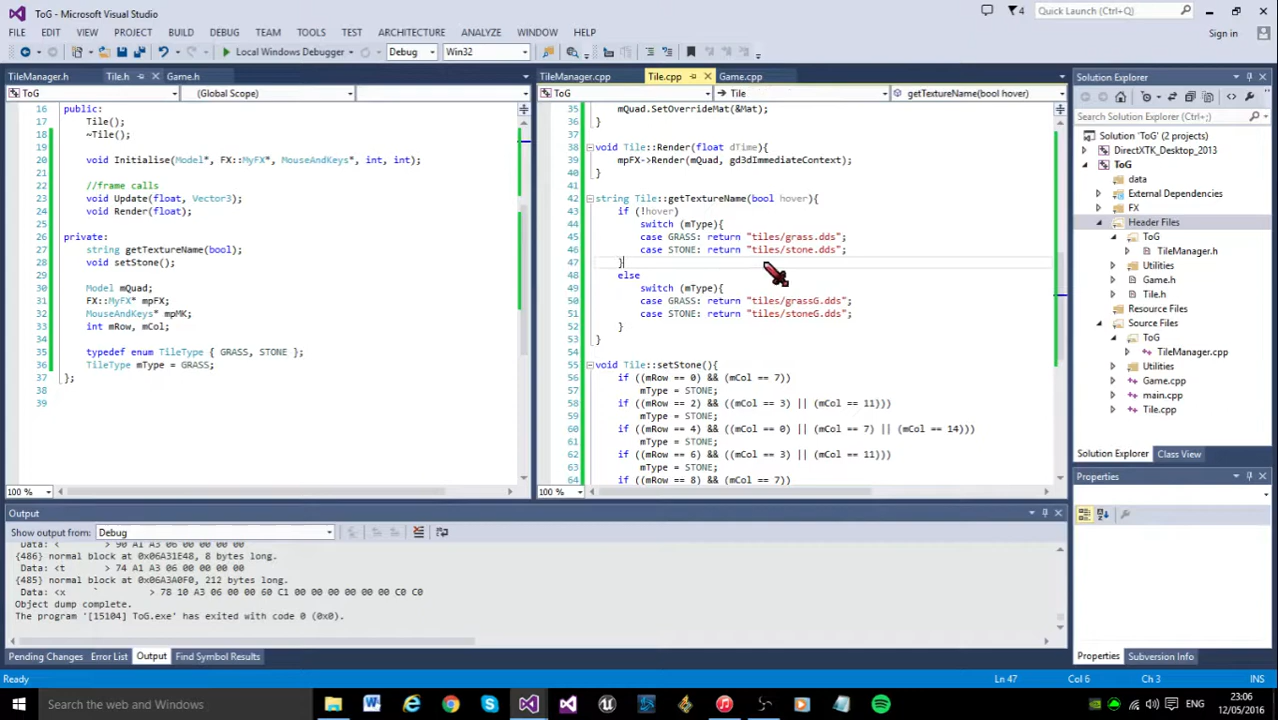 ToG - Microsoft Visual Studio
4
Quick Launch (Ctrl+Q)
FILE EDIT VIEW PROJECT BUILD DEBUG TEAM TOOLS TEST ARCHITECTURE ANALYZE WINDOW HELP
Sign in
Local Windows Debugger Debug Win32
TileManager.h Tile.h Game.h
ToG (Global Scope)
16 public:
17 Tile();
18 ~Tile();
19
20 void Initialise(Model*, FX::MyFX*, MouseAndKeys*, int, int);
21
22 //frame calls
23 void Update(float, Vector3);
24 void Render(float);
25
26 private:
27 string getTextureName(bool);
28 void setStone();
29
30 Model mQuad;
31 FX::MyFX* mpFX;
32 MouseAndKeys* mpMK;
33 int mRow, mCol;
34
35 typedef enum TileType { GRASS, STONE };
36 TileType mType = GRASS;
37 };
38
39
100 %
TileManager.cpp Tile.cpp Game.cpp
ToG Tile getTextureName(bool hover)
35 mQuad.SetOverrideMat(&Mat);
36 }
37
38 void Tile::Render(float dTime){
39 mpFX->Render(mQuad, gd3dImmediateContext);
40 }
41
42 string Tile::getTextureName(bool hover){
43 if (!hover)
44 switch (mType){
45 case GRASS: return "tiles/grass.dds";
46 case STONE: return "tiles/stone.dds";
47 }
48 else
49 switch (mType){
50 case GRASS: return "tiles/grassG.dds";
51 case STONE: return "tiles/stoneG.dds";
52 }
53 }
54
55 void Tile::setStone(){
56 if ((mRow == 0) && (mCol == 7))
57 mType = STONE;
58 if ((mRow == 2) && ((mCol == 3) || (mCol == 11)))
59 mType = STONE;
60 if ((mRow == 4) && ((mCol == 0) || (mCol == 7) || (mCol == 14)))
61 mType = STONE;
62 if ((mRow == 6) && ((mCol == 3) || (mCol == 11)))
63 mType = STONE;
64 if ((mRow == 8) && (mCol == 7))
100 %
Solution Explorer
Search Solution Explorer (Ctrl+;)
Solution 'ToG' (2 projects)
DirectXTK_Desktop_2013
ToG
data
External Dependencies
FX
Header Files
ToG
TileManager.h
Utilities
Game.h
Tile.h
Resource Files
Source Files
ToG
TileManager.cpp
Utilities
Game.cpp
main.cpp
Tile.cpp
Solution Explorer Class View
Properties
Properties Subversion Info
Output
Show output from: Debug
Data: < > 90 A1 A3 06 00 00 00 00
{486} normal block at 0x06A31E48, 8 bytes long.
Data: <t > 74 A1 A3 06 00 00 00 00
{485} normal block at 0x06A3A0F0, 212 bytes long.
Data: <x ` > 78 10 A3 06 00 00 60 C1 00 00 00 00 00 00 C0 C0
Object dump complete.
The program '[15104] ToG.exe' has exited with code 0 (0x0).
Pending Changes Error List Output Find Symbol Results
Ready Ln 47 Col 6 Ch 3 INS
Search the web and Windows
ENG
23:06
12/05/2016